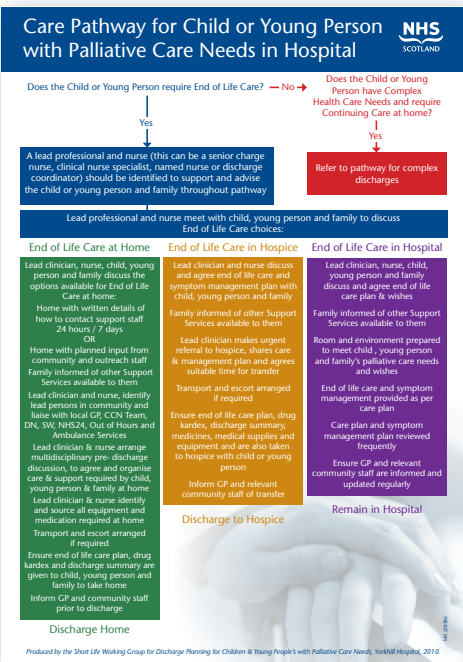 Care Pathway for Child or Young Person
with Palliative Care Needs in Hospital
NHS
SCOTLAND
Does the Child or Young Person require End of Life Care?
No
Does the Child or Young
Person have Complex
Health Care Needs and require
Continuing Care at home?
Yes
Yes
A lead professional and nurse (this can be a senior charge
nurse, clinical nurse specialist, named nurse or discharge
coordinator) should be identified to support and advise
the child or young person and family throughout pathway
Refer to pathway for complex
discharges
Lead professional and nurse meet with child, young person and family to discuss
End of Life Care choices:
End of Life Care at Home
Lead clinician, nurse, child, young
person and family discuss the
options available for End of Life
Care at home:
Home with written details of
how to contact support staff
24 hours / 7 days
OR
Home with planned input from
community and outreach staff
Family informed of other Support
Services available to them
Lead clinician and nurse, identify
lead persons in community and
liaise with local GP, CCN Team,
DN, SW, NHS24, Out of Hours and
Ambulance Services
Lead clinician & nurse arrange
multidisciplinary pre- discharge
discussion, to agree and organise
care & support required by child,
young person & family at home
Lead clinician & nurse identify
and source all equipment and
medication required at home
Transport and escort arranged
if required
Ensure end of life care plan, drug
kardex and discharge summary are
given to child, young person and
family to take home
Inform GP and community staff
prior to discharge
Discharge Home
End of Life Care in Hospice
Lead clinician and nurse discuss
and agree end of life care and
symptom management plan with
child, young person and family
Family informed of other Support
Services available to them
Lead clinician makes urgent
referral to hospice, shares care
& management plan and agrees
suitable time for transfer
Transport and escort arranged
if required
Ensure end of life care plan, drug
kardex, discharge summary,
medicines, medical supplies and
equipment and are also taken
to hospice with child or young
person
Inform GP and relevant
community staff of transfer
Discharge to Hospice
End of Life Care in Hospital
Lead clinician, nurse, child,
young person and family
discuss and agree end of life
care plan & wishes
Family informed of other Support
Services available to them
Room and environment prepared
to meet child , young person
and family's palliative care needs
and wishes
End of life care and symptom
management provided as per
care plan
Care plan and symptom
management plan reviewed
frequently
Ensure GP and relevant
community staff are informed and
updated regularly
Remain in Hospital
Produced by the Short Life Working Group for Discharge Planning for Children & Young People's with Palliative Care Needs, Yorkhill Hospital, 2010.